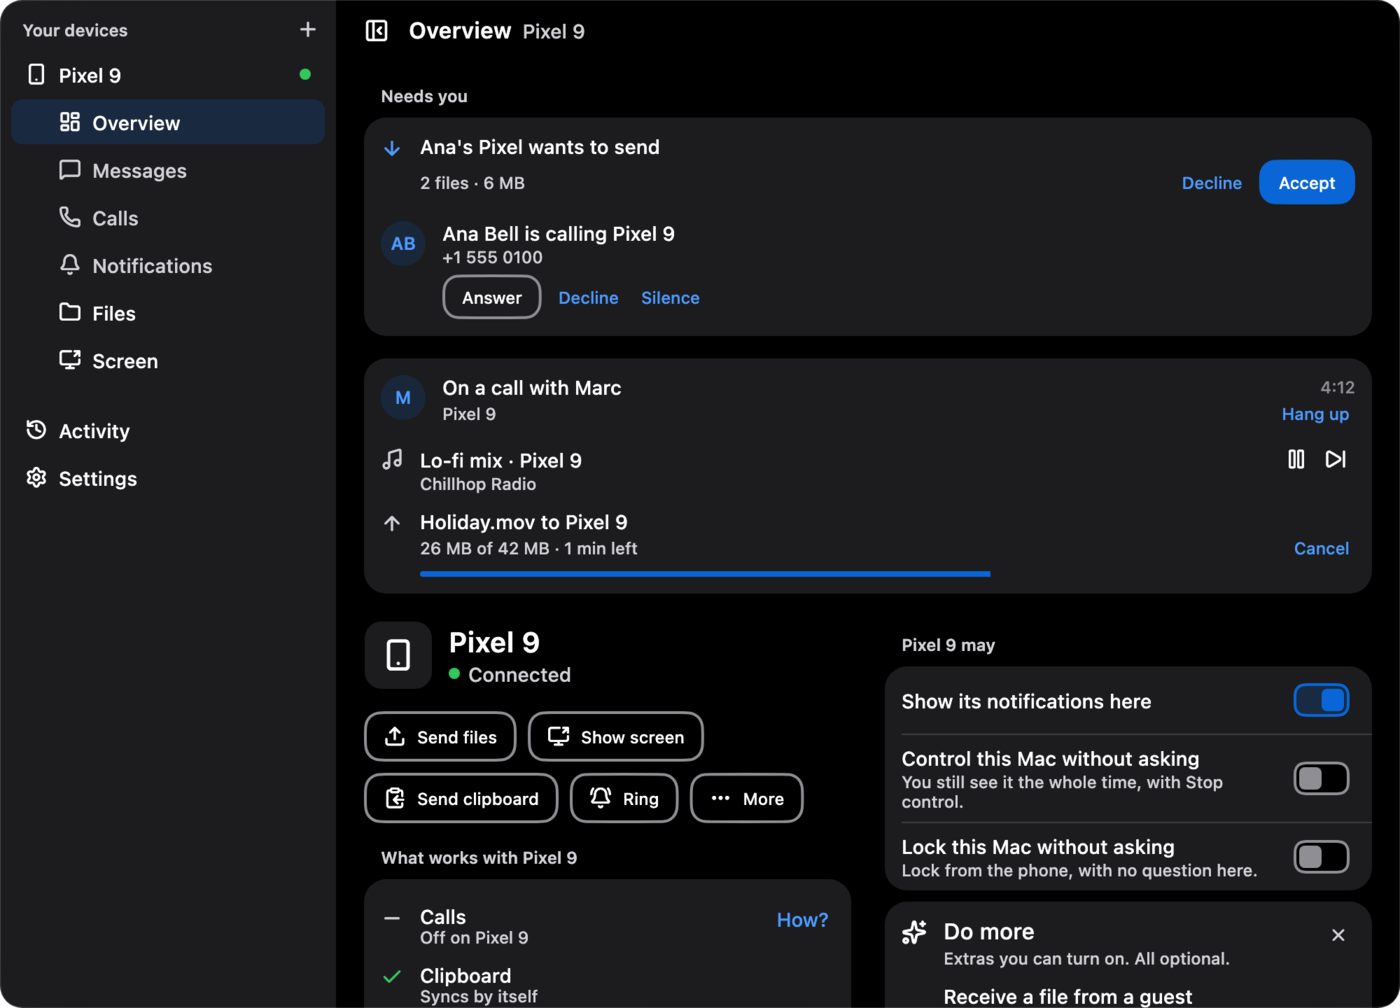 Your devices
Pixel 9
Overview
Messages
Calls
Notifications
Files
Screen
Activity
Settings
Overview Pixel 9
Needs you
Ana's Pixel wants to send
2 files · 6 MB
Decline
Accept
AB
Ana Bell is calling Pixel 9
+1 555 0100
Answer
Decline
Silence
M
On a call with Marc
4:12
Pixel 9
Hang up
Lo-fi mix · Pixel 9
Chillhop Radio
Holiday.mov to Pixel 9
26 MB of 42 MB · 1 min left
Cancel
Pixel 9
Connected
Send files
Show screen
Send clipboard
Ring
More
What works with Pixel 9
Calls
Off on Pixel 9
How?
Clipboard
Syncs by itself
Pixel 9 may
Show its notifications here
Control this Mac without asking
You still see it the whole time, with Stop
control.
Lock this Mac without asking
Lock from the phone, with no question here.
Do more
Extras you can turn on. All optional.
Receive a file from a guest